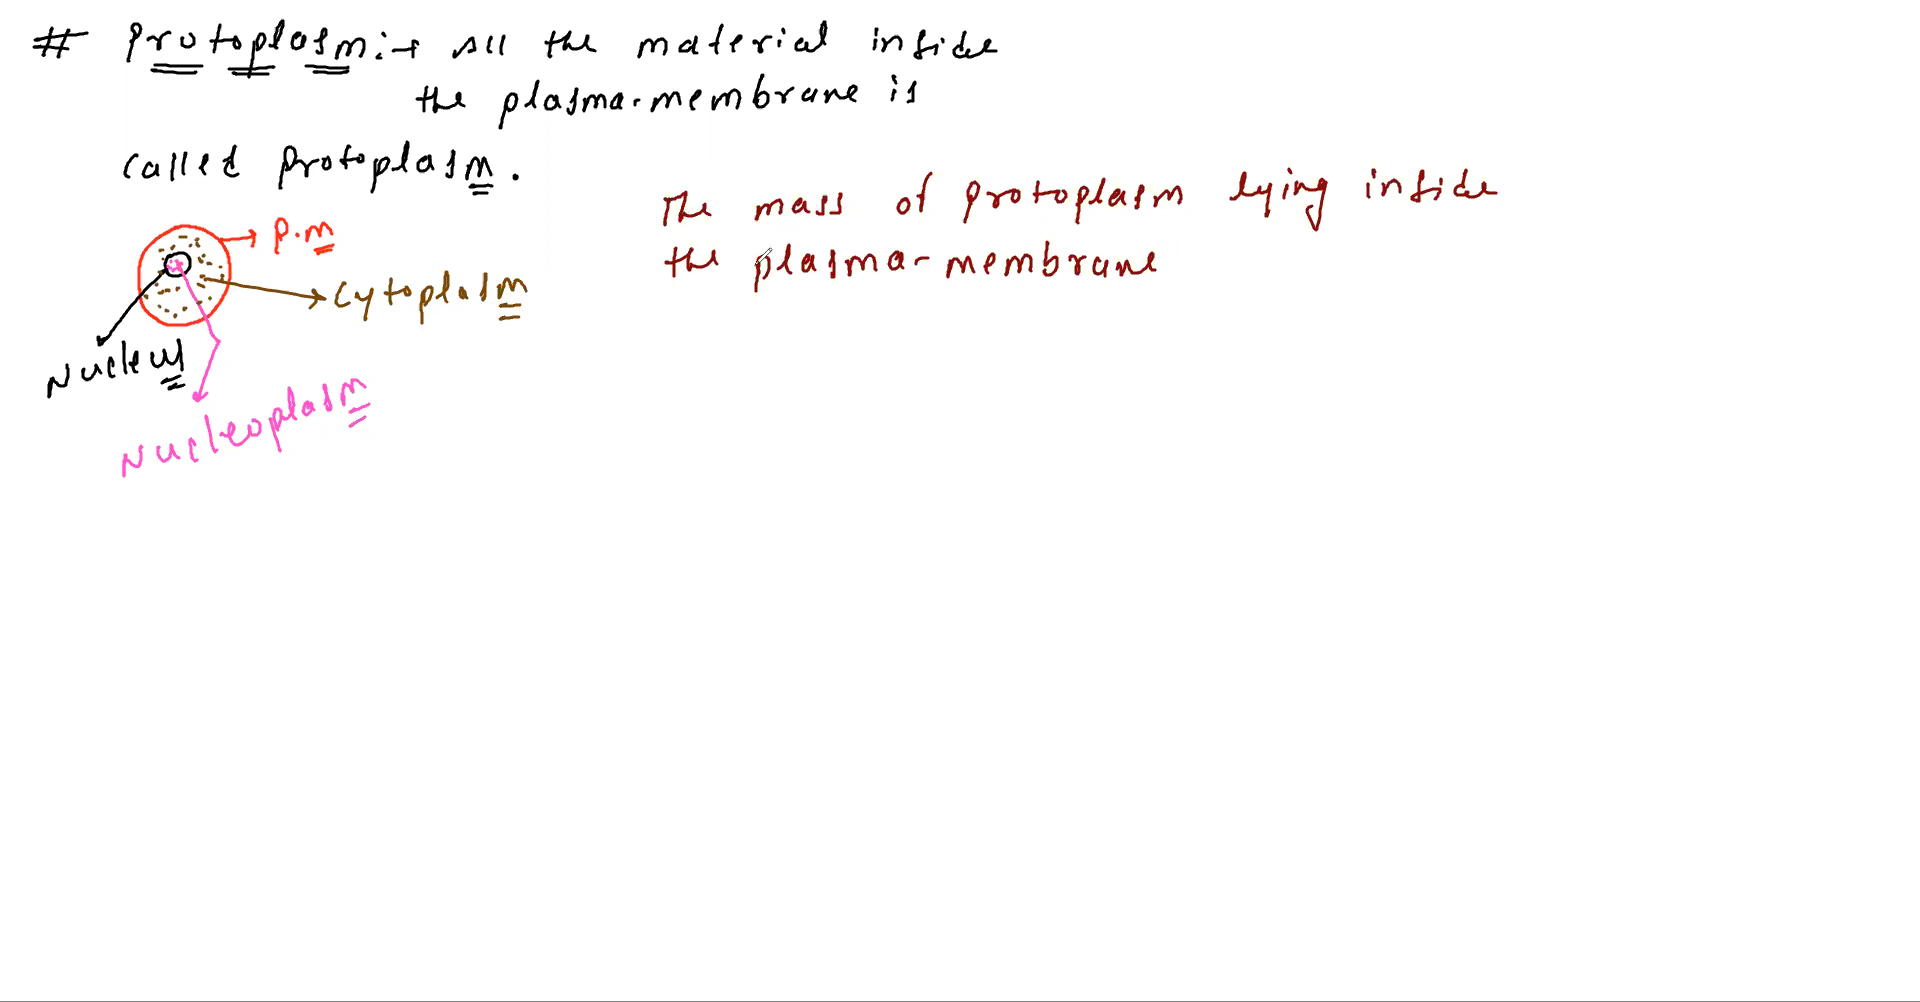 # Protoplasm:→ All the material inside
the plasma-membrane is
called protoplasm.
The mass of protoplasm lying inside
the plasma-membrane
P.m
Cytoplasm
Nucleus
Nucleoplasm